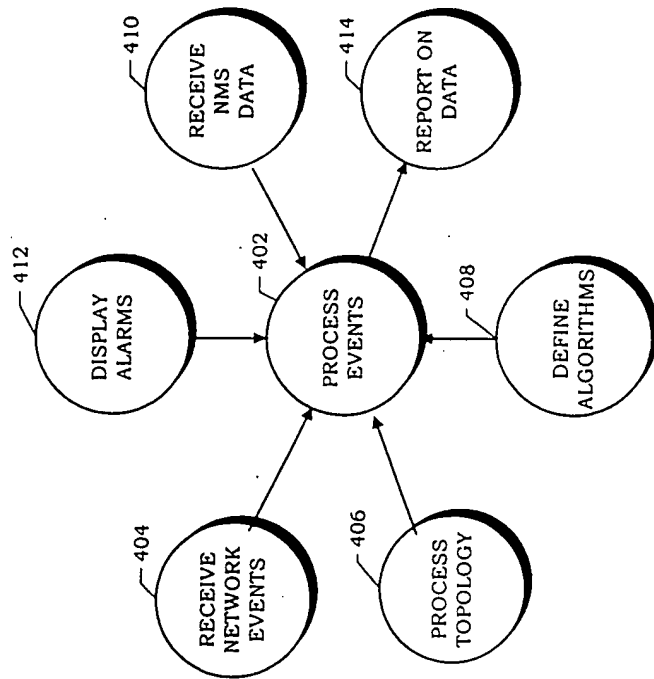 412
DISPLAY
ALARMS
404
RECEIVE
NETWORK
EVENTS
410
RECEIVE
NMS
DATA
402
PROCESS
EVENTS
406
PROCESS
TOPOLOGY
414
REPORT ON
DATA
408
DEFINE
ALGORITHMS